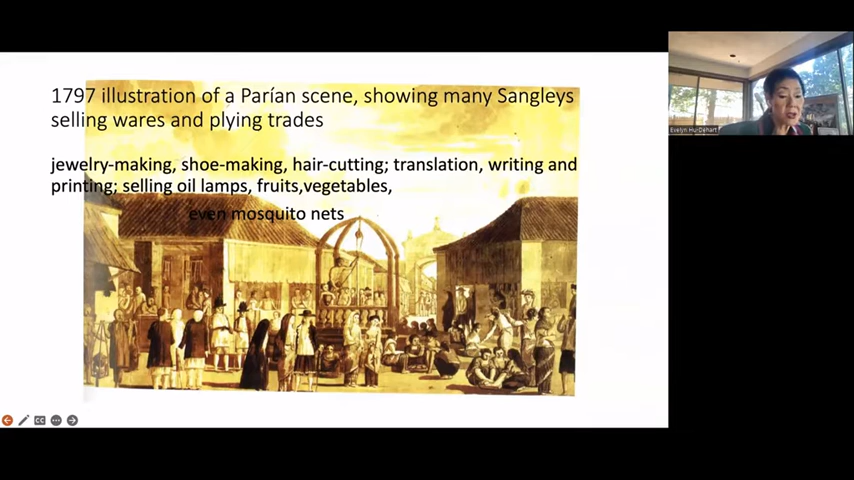 1797 illustration of a Parían scene, showing many Sangleys
selling wares and plying trades
jewelry-making, shoe-making, hair-cutting; translation, writing and
printing; selling oil lamps, fruits,vegetables,
even mosquito nets
Evelyn Hu-Dehart
CC